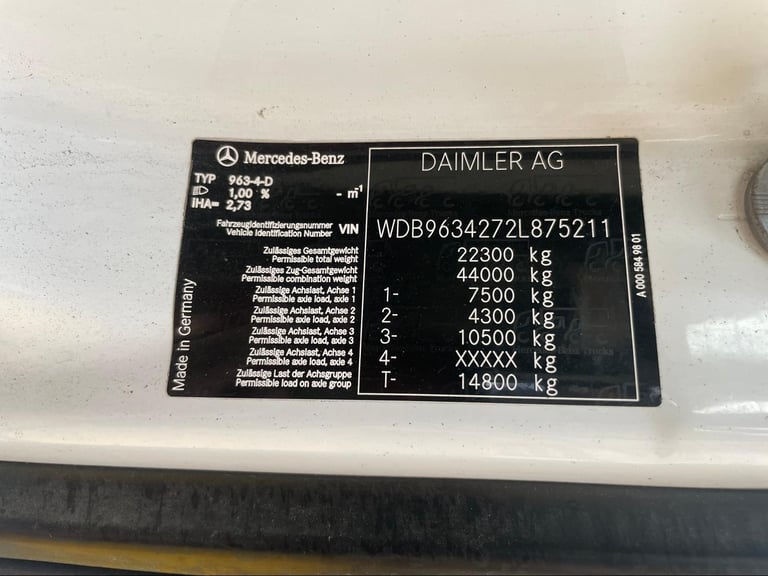 Mercedes-Benz
DAIMLER AG
TYP 963-4-D
1,00 % - m-1
IHA= 2,73
Fahrzeugidentifizierungsnummer
Vehicle Identification Number VIN WDB9634272L875211
Zulässiges Gesamtgewicht
Permissible total weight 22300 kg
Zulässiges Zug-Gesamtgewicht
Permissible combination weight 44000 kg
Zulässige Achslast, Achse 1
Permissible axle load, axle 1 1- 7500 kg
Zulässige Achslast, Achse 2
Permissible axle load, axle 2 2- 4300 kg
Zulässige Achslast, Achse 3
Permissible axle load, axle 3 3- 10500 kg
Zulässige Achslast, Achse 4
Permissible axle load, axle 4 4- XXXXX kg
Zulässige Last der Achsgruppe
Permissible load on axle group T- 14800 kg
Made in Germany
A 000 584 98 01